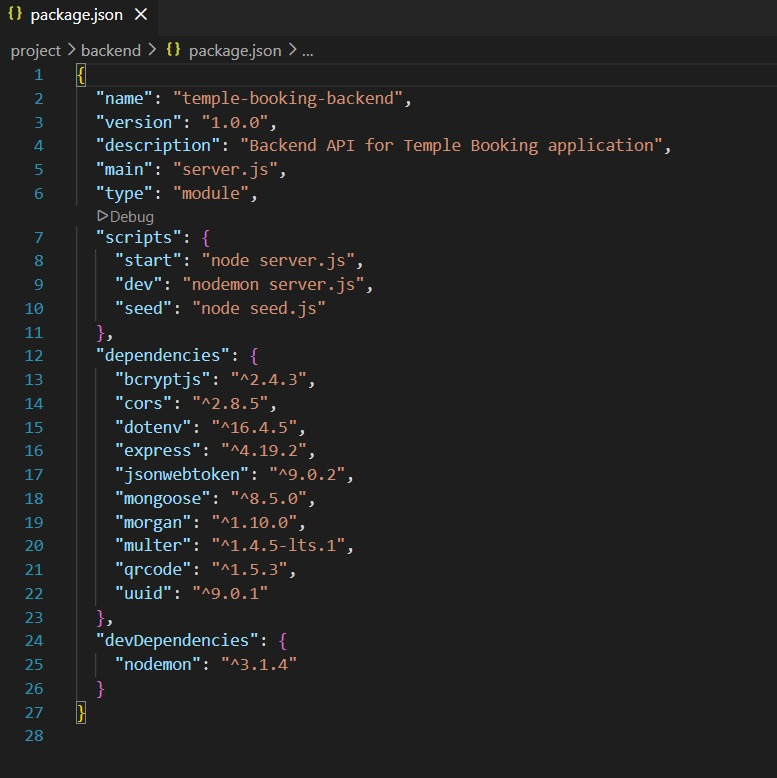 {} package.json ×
project > backend > {} package.json > ...
1 {
2 "name": "temple-booking-backend",
3 "version": "1.0.0",
4 "description": "Backend API for Temple Booking application",
5 "main": "server.js",
6 "type": "module",
▷Debug
7 "scripts": {
8 "start": "node server.js",
9 "dev": "nodemon server.js",
10 "seed": "node seed.js"
11 },
12 "dependencies": {
13 "bcryptjs": "^2.4.3",
14 "cors": "^2.8.5",
15 "dotenv": "^16.4.5",
16 "express": "^4.19.2",
17 "jsonwebtoken": "^9.0.2",
18 "mongoose": "^8.5.0",
19 "morgan": "^1.10.0",
20 "multer": "^1.4.5-lts.1",
21 "qrcode": "^1.5.3",
22 "uuid": "^9.0.1"
23 },
24 "devDependencies": {
25 "nodemon": "^3.1.4"
26 }
27 }
28